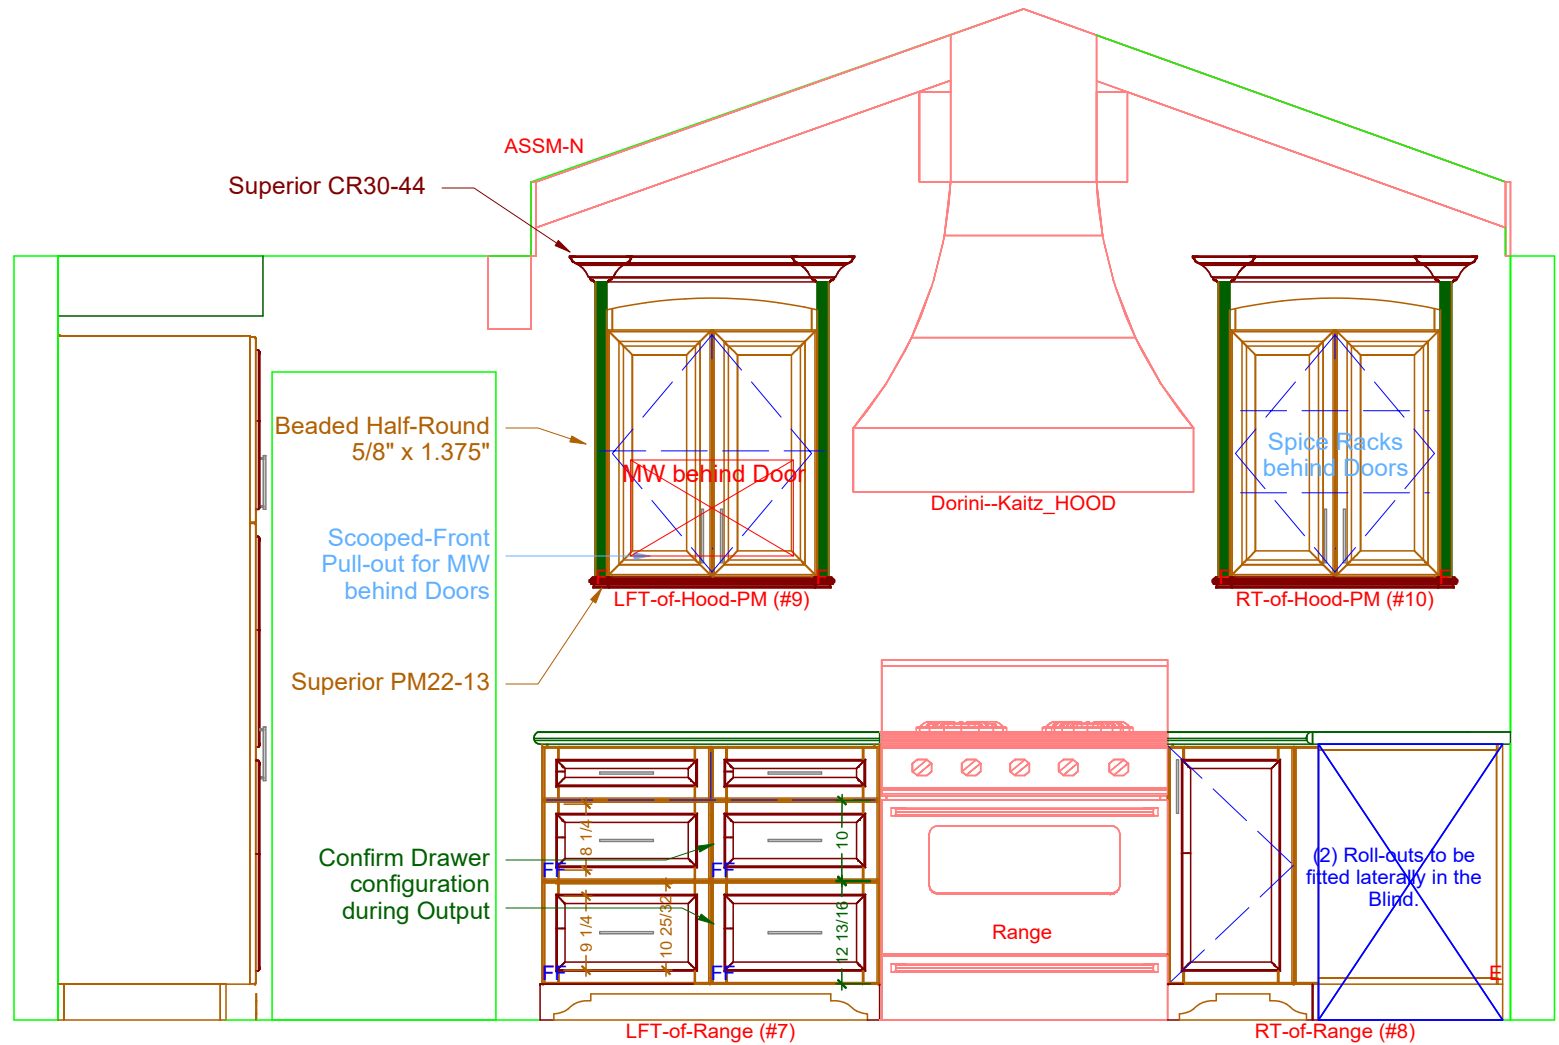 ASSM-N
Superior CR30-44
Beaded Half-Round
5/8" x 1.375"
MW behind Door
Spice Racks
behind Doors
Dorini--Kaitz_HOOD
Scooped-Front
Pull-out for MW
behind Doors
F
F
F
F
LFT-of-Hood-PM (#9)
RT-of-Hood-PM (#10)
Superior PM22-13
8 1/4
10
Confirm Drawer
configuration
during Output
FF
FF
(2) Roll-outs to be
fitted laterally in the
Blind.
9 1/4
10 25/32
12 13/16
Range
FF
FF
F
LFT-of-Range (#7)
RT-of-Range (#8)